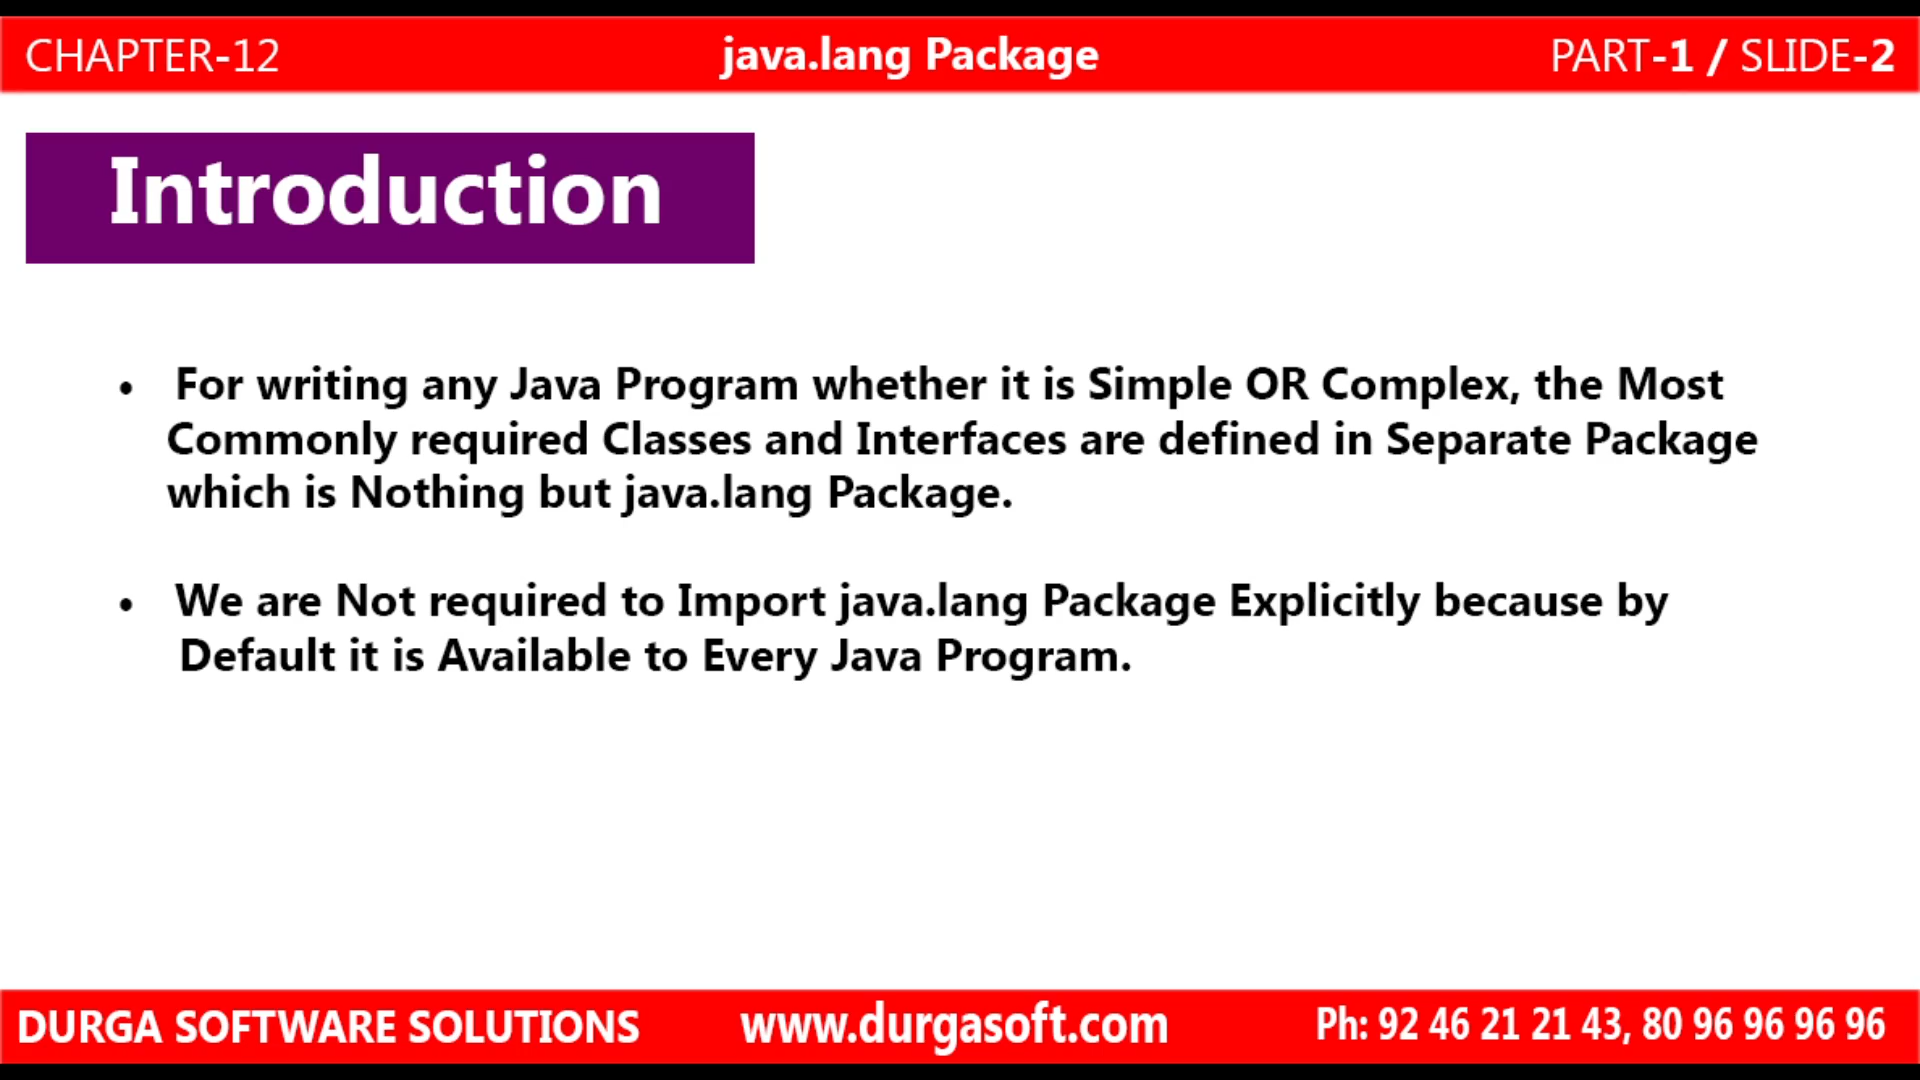 CHAPTER-12 java.lang Package PART-1 / SLIDE-2
Introduction
• For writing any Java Program whether it is Simple OR Complex, the Most
Commonly required Classes and Interfaces are defined in Separate Package
which is Nothing but java.lang Package.
• We are Not required to Import java.lang Package Explicitly because by
Default it is Available to Every Java Program.
DURGA SOFTWARE SOLUTIONS www.durgasoft.com Ph: 92 46 21 21 43, 80 96 96 96 96